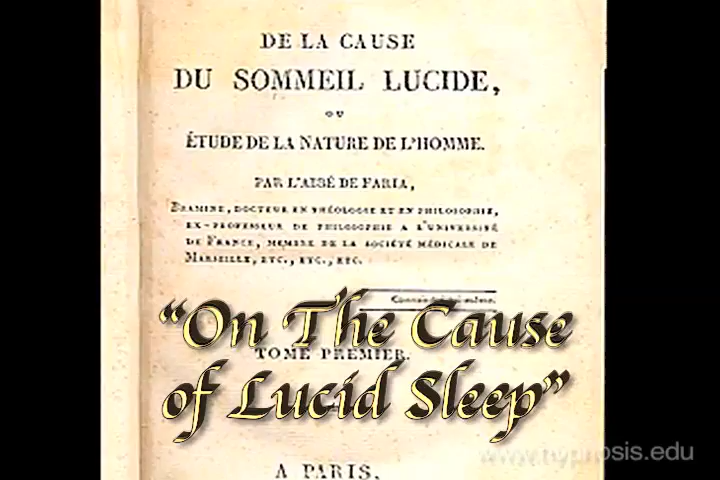 DE LA CAUSE
DU SOMMEIL LUCIDE,
OU
ÉTUDE DE LA NATURE DE L'HOMME.
PAR L'ABBÉ DE FARIA,
BRAMINE, DOCTEUR EN THÉOLOGIE ET EN PHILOSOPHIE,
EX-PROFESSEUR DE PHILOSOPHIE A L'UNIVERSITÉ
DE FRANCE, MEMBRE DE LA SOCIÉTÉ MÉDICALE DE
MARSEILLE, ETC., ETC., ETC.
“On The Cause
TOME PREMIER.
of Lucid Sleep”
www.hypnosis.edu
A PARIS,